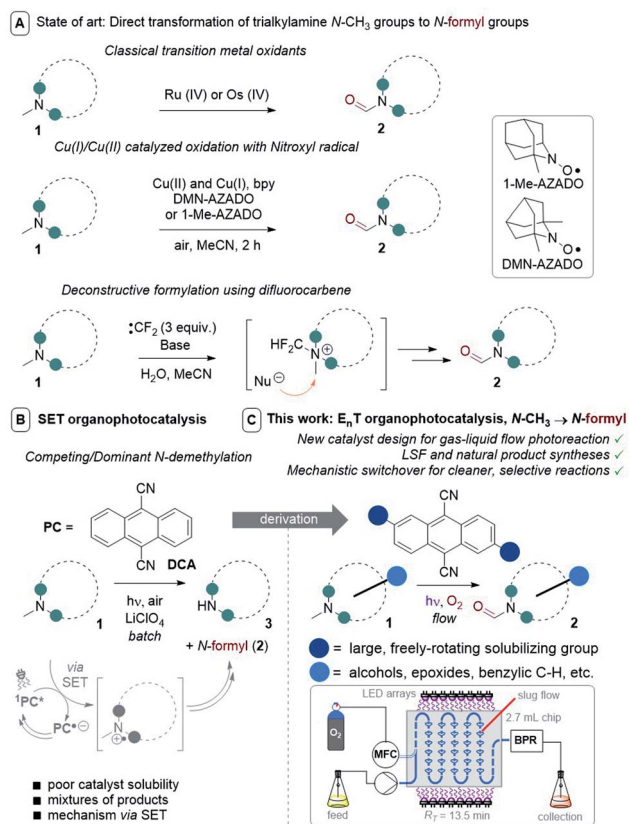 A State of art: Direct transformation of trialkylamine N-CH3 groups to N-formyl groups
Classical transition metal oxidants
N
1
Ru (IV) or Os (IV)
O
N
2
Cu(I)/Cu(II) catalyzed oxidation with Nitroxyl radical
N
1
Cu(II) and Cu(I), bpy
DMN-AZADO
or 1-Me-AZADO
air, MeCN, 2 h
O
N
2
N
O•
1-Me-AZADO
N
O•
DMN-AZADO
Deconstructive formylation using difluorocarbene
N
1
:CF2 (3 equiv.)
Base
H2O, MeCN
HF2C
N
⊕
Nu ⊖
O
N
2
B SET organophotocatalysis
Competing/Dominant N-demethylation
PC =
CN
CN
DCA
N
1
hν, air
LiClO4
batch
HN
3
+ N-formyl (2)
via
SET
1PC*
PC•⊖
N
⊕•
■ poor catalyst solubility
■ mixtures of products
■ mechanism via SET
derivation
C This work: EnT organophotocatalysis, N-CH3 → N-formyl
New catalyst design for gas-liquid flow photoreaction ✓
LSF and natural product syntheses ✓
Mechanistic switchover for cleaner, selective reactions ✓
CN
CN
N
1
hν, O2
flow
O
N
2
= large, freely-rotating solubilizing group
= alcohols, epoxides, benzylic C-H, etc.
LED arrays
slug flow
2.7 mL chip
O2
MFC
BPR
feed
RT = 13.5 min
collection